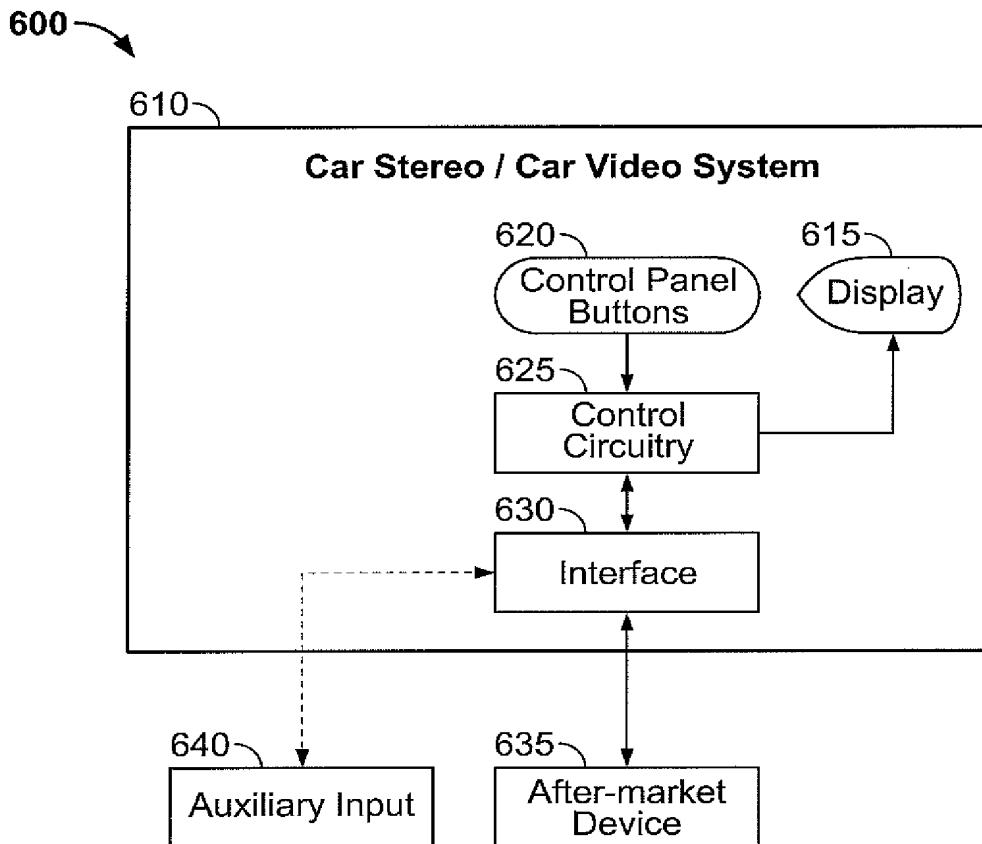 600
610
Car Stereo / Car Video System
620
615
Control Panel
Buttons
Display
625
Control
Circuitry
630
Interface
640
635
Auxiliary Input
After-market
Device